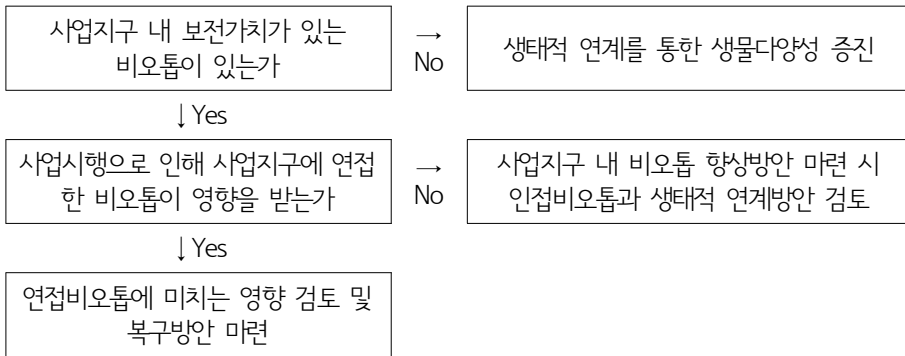 사업지구 내 보전가치가 있는
비오톱이 있는가
→
No
생태적 연계를 통한 생물다양성 증진
↓ Yes
사업시행으로 인해 사업지구에 연접
한 비오톱이 영향을 받는가
→
No
사업지구 내 비오톱 향상방안 마련 시
인접비오톱과 생태적 연계방안 검토
↓ Yes
연접비오톱에 미치는 영향 검토 및
복구방안 마련